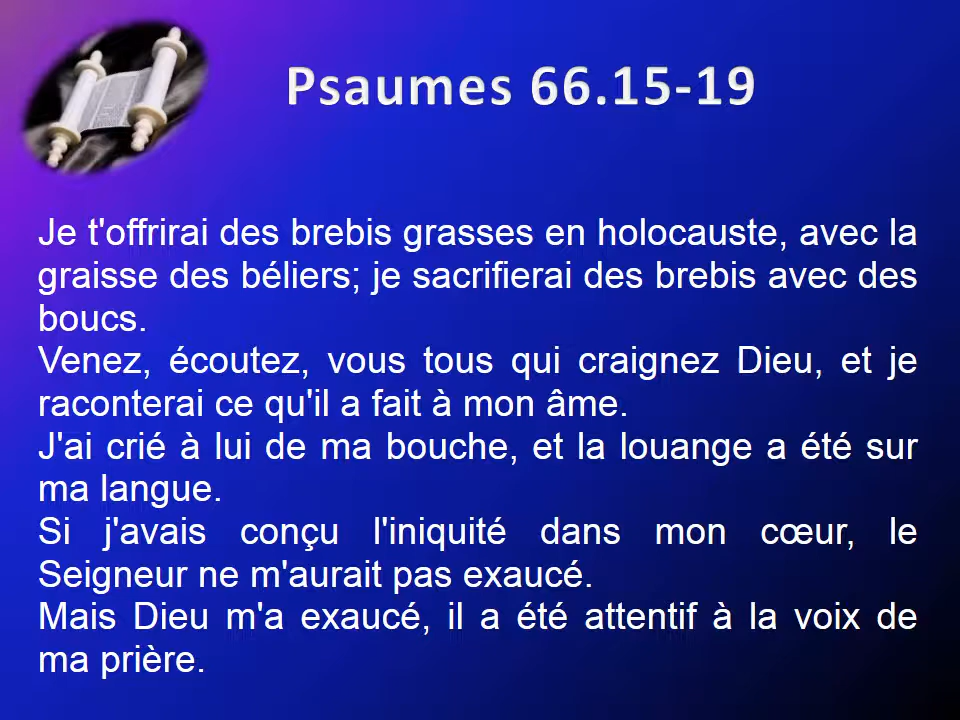 Psaumes 66.15-19
Je t'offrirai des brebis grasses en holocauste, avec la
graisse des béliers; je sacrifierai des brebis avec des
boucs.
Venez, écoutez, vous tous qui craignez Dieu, et je
raconterai ce qu'il a fait à mon âme.
J'ai crié à lui de ma bouche, et la louange a été sur
ma langue.
Si j'avais conçu l'iniquité dans mon cœur, le
Seigneur ne m'aurait pas exaucé.
Mais Dieu m'a exaucé, il a été attentif à la voix de
ma prière.